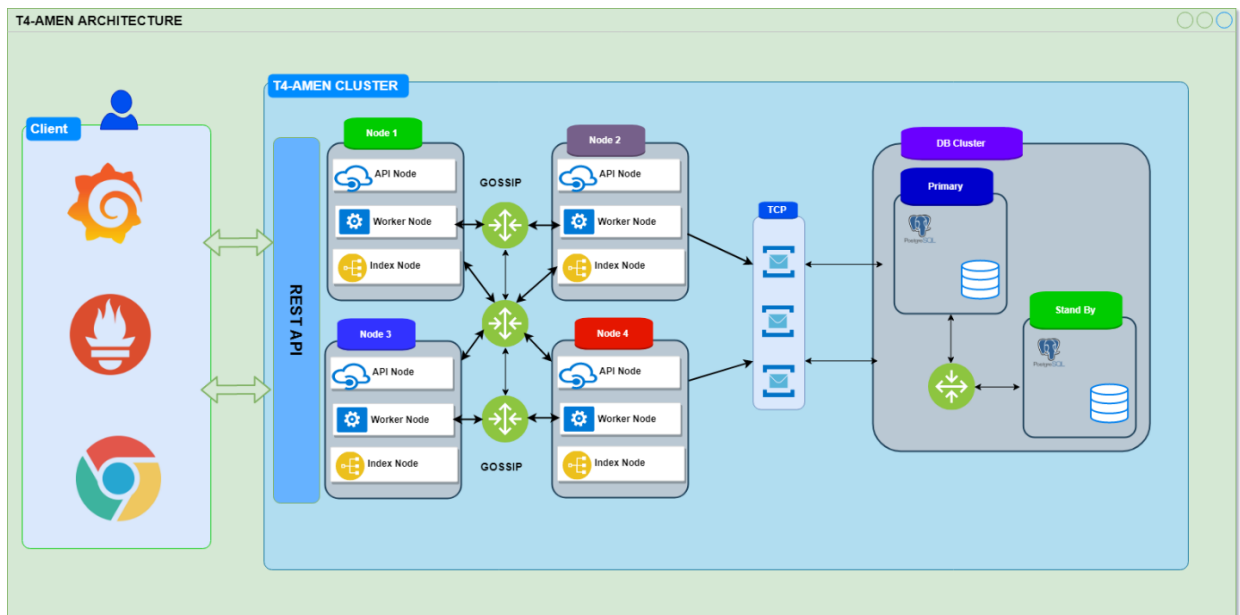 T4-AMEN ARCHITECTURE
T4-AMEN CLUSTER
Client
REST API
Node 1
API Node
Worker Node
Index Node
GOSSIP
Node 2
API Node
Worker Node
Index Node
Node 3
API Node
Worker Node
Index Node
GOSSIP
Node 4
API Node
Worker Node
Index Node
TCP
DB Cluster
Primary
PostgreSQL
Stand By
PostgreSQL